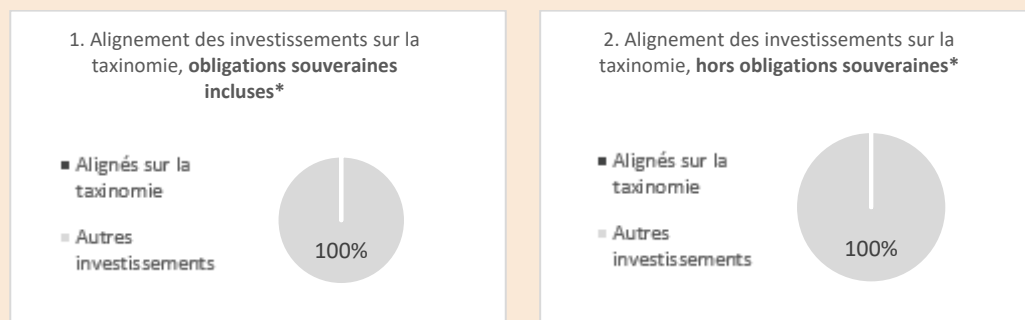 1. Alignement des investissements sur la
taxinomie, obligations souveraines
incluses*
Alignés sur la
taxinomie
Autres
investissements
100%
2. Alignement des investissements sur la
taxinomie, hors obligations souveraines*
Alignés sur la
taxinomie
Autres
investissements
100%